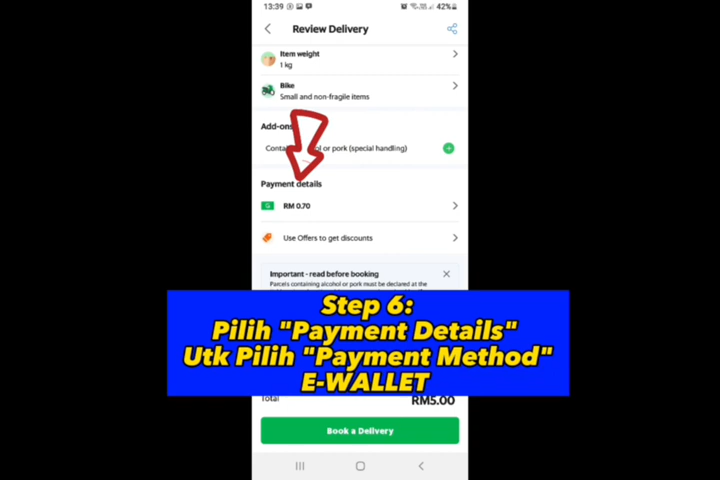 13:39
42%
Review Delivery
Item weight
1 kg
Bike
Small and non-fragile items
Add-ons
or pork (special handling)
Payment details
RM 0.70
Use Offers to get discounts
Important - read before booking
Parcels containing alcohol or pork must be declared at the
Step 6:
Pilih "Payment Details"
Utk Pilih "Payment Method"
E-WALLET
Total
RM5.00
Book a Delivery